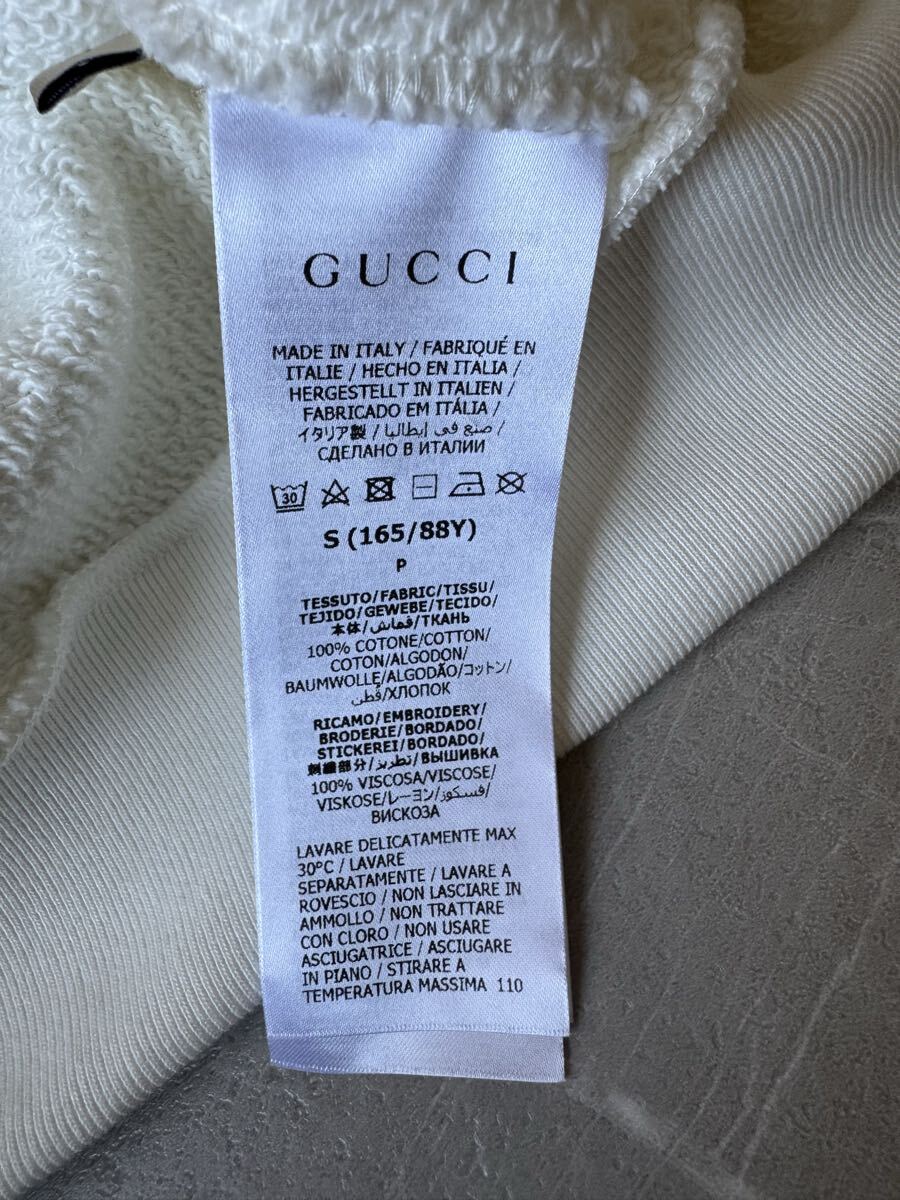 GUCCI
MADE IN ITALY / FABRIQUÉ EN
ITALIE / HECHO EN ITALIA /
HERGESTELLT IN ITALIEN /
FABRICADO EM ITÁLIA /
イタリア製 / صنع في إيطاليا /
СДЕЛАНО В ИТАЛИИ
30
S (165/88Y)
P
TESSUTO/FABRIC/TISSU/
TEJIDO/GEWEBE/TECIDO/
本体/قماش/ТКАНЬ
100% COTONE/COTTON/
COTON/ALGODON/
BAUMWOLLE/ALGODÃO/コットン/
قطن/ХЛОПОК
RICAMO/EMBROIDERY/
BRODERIE/BORDADO/
STICKEREI/BORDADO/
刺繍部分/تطريز/ВЫШИВКА
100% VISCOSA/VISCOSE/
VISKOSE/レーヨン/فسكوز/
ВИСКОЗА
LAVARE DELICATAMENTE MAX
30°C / LAVARE
SEPARATAMENTE / LAVARE A
ROVESCIO / NON LASCIARE IN
AMMOLLO / NON TRATTARE
CON CLORO / NON USARE
ASCIUGATRICE / ASCIUGARE
IN PIANO / STIRARE A
TEMPERATURA MASSIMA 110